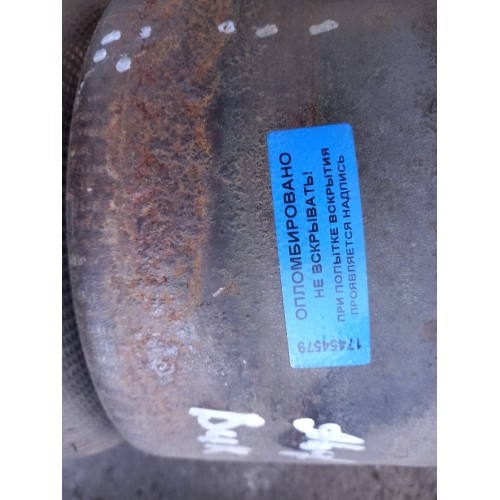 ОПЛОМБИРОВАНО
НЕ ВСКРЫВАТЬ!
ПРИ ПОПЫТКЕ ВСКРЫТИЯ
ПРОЯВЛЯЕТСЯ НАДПИСЬ
17454579